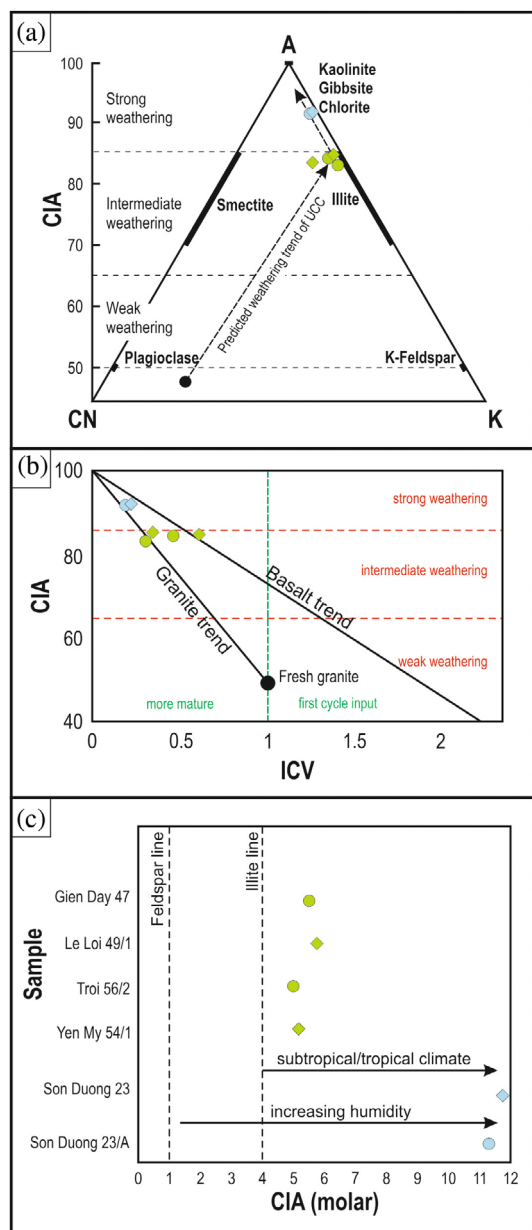 (a)
A
100
90
80
70
60
50
CIA
Strong
weathering
Intermediate
weathering
Weak
weathering
Kaolinite
Gibbsite
Chlorite
Smectite
Illite
Predicted weathering trend of UCC
Plagioclase
K-Feldspar
CN
K
(b)
100
80
60
40
CIA
strong weathering
intermediate weathering
weak weathering
Basalt trend
Granite trend
Fresh granite
more mature
first cycle input
0
0.5
1
1.5
2
ICV
(c)
Feldspar line
Illite line
Sample
Gien Day 47
Le Loi 49/1
Troi 56/2
Yen My 54/1
subtropical/tropical climate
Son Duong 23
increasing humidity
Son Duong 23/A
0 1 2 3 4 5 6 7 8 9 10 11 12
CIA (molar)